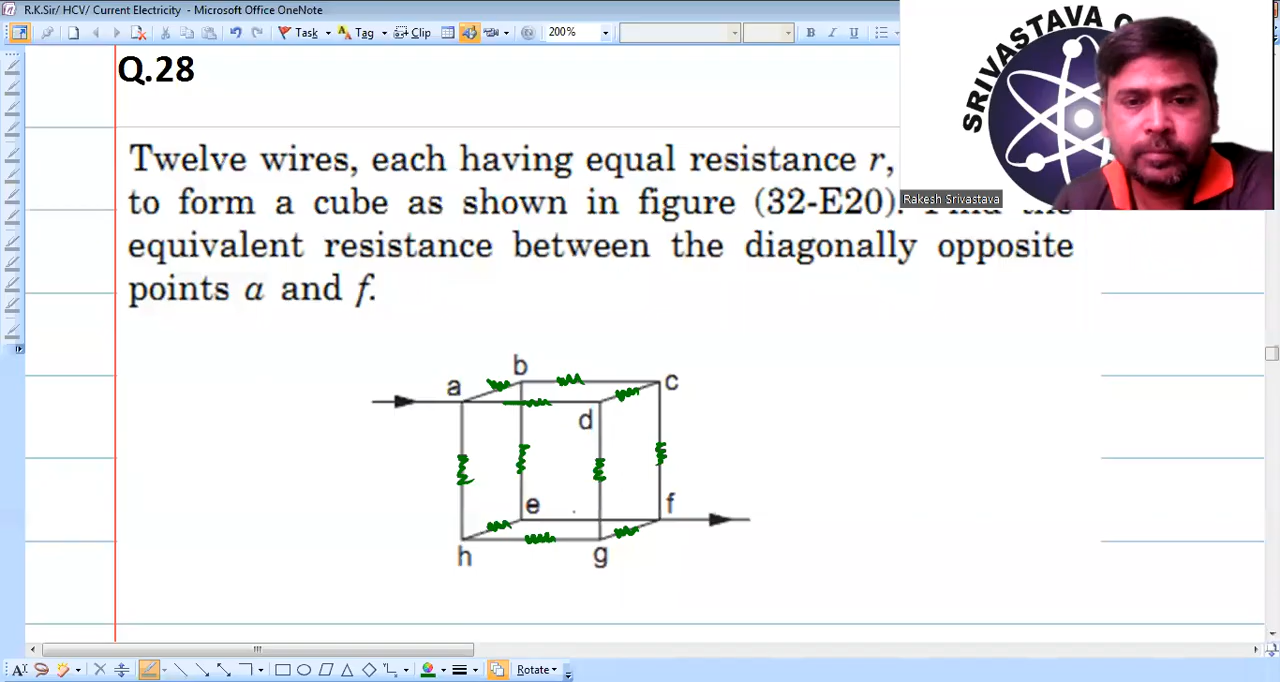 R.K.Sir/ HCV/ Current Electricity - Microsoft Office OneNote
Task Tag Clip 200% B I U
SRIVASTAVA
Q.28
Twelve wires, each having equal resistance r,
to form a cube as shown in figure (32-E20). Find the
equivalent resistance between the diagonally opposite
points a and f.
Rakesh Srivastava
b
a
c
d
e
f
h
g
Rotate